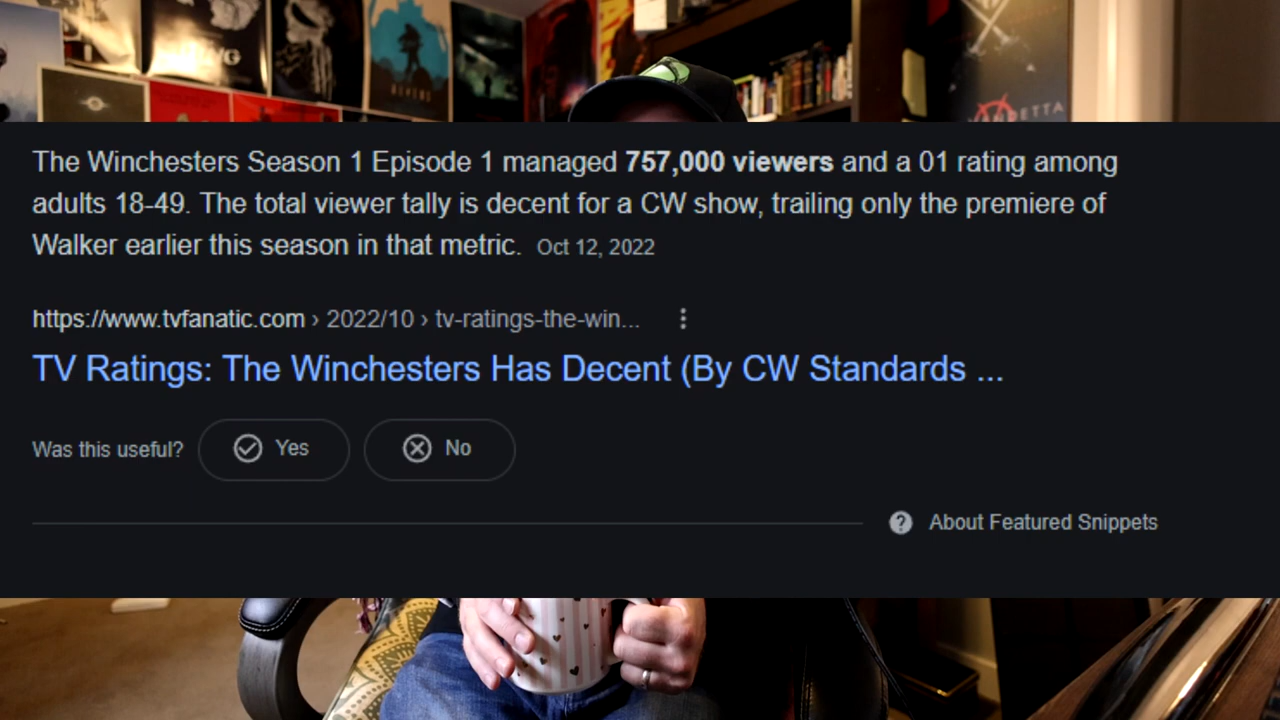 The Winchesters Season 1 Episode 1 managed 757,000 viewers and a 01 rating among
adults 18-49. The total viewer tally is decent for a CW show, trailing only the premiere of
Walker earlier this season in that metric. Oct 12, 2022
https://www.tvfanatic.com › 2022/10 › tv-ratings-the-win...
TV Ratings: The Winchesters Has Decent (By CW Standards ...
Was this useful? Yes No
About Featured Snippets